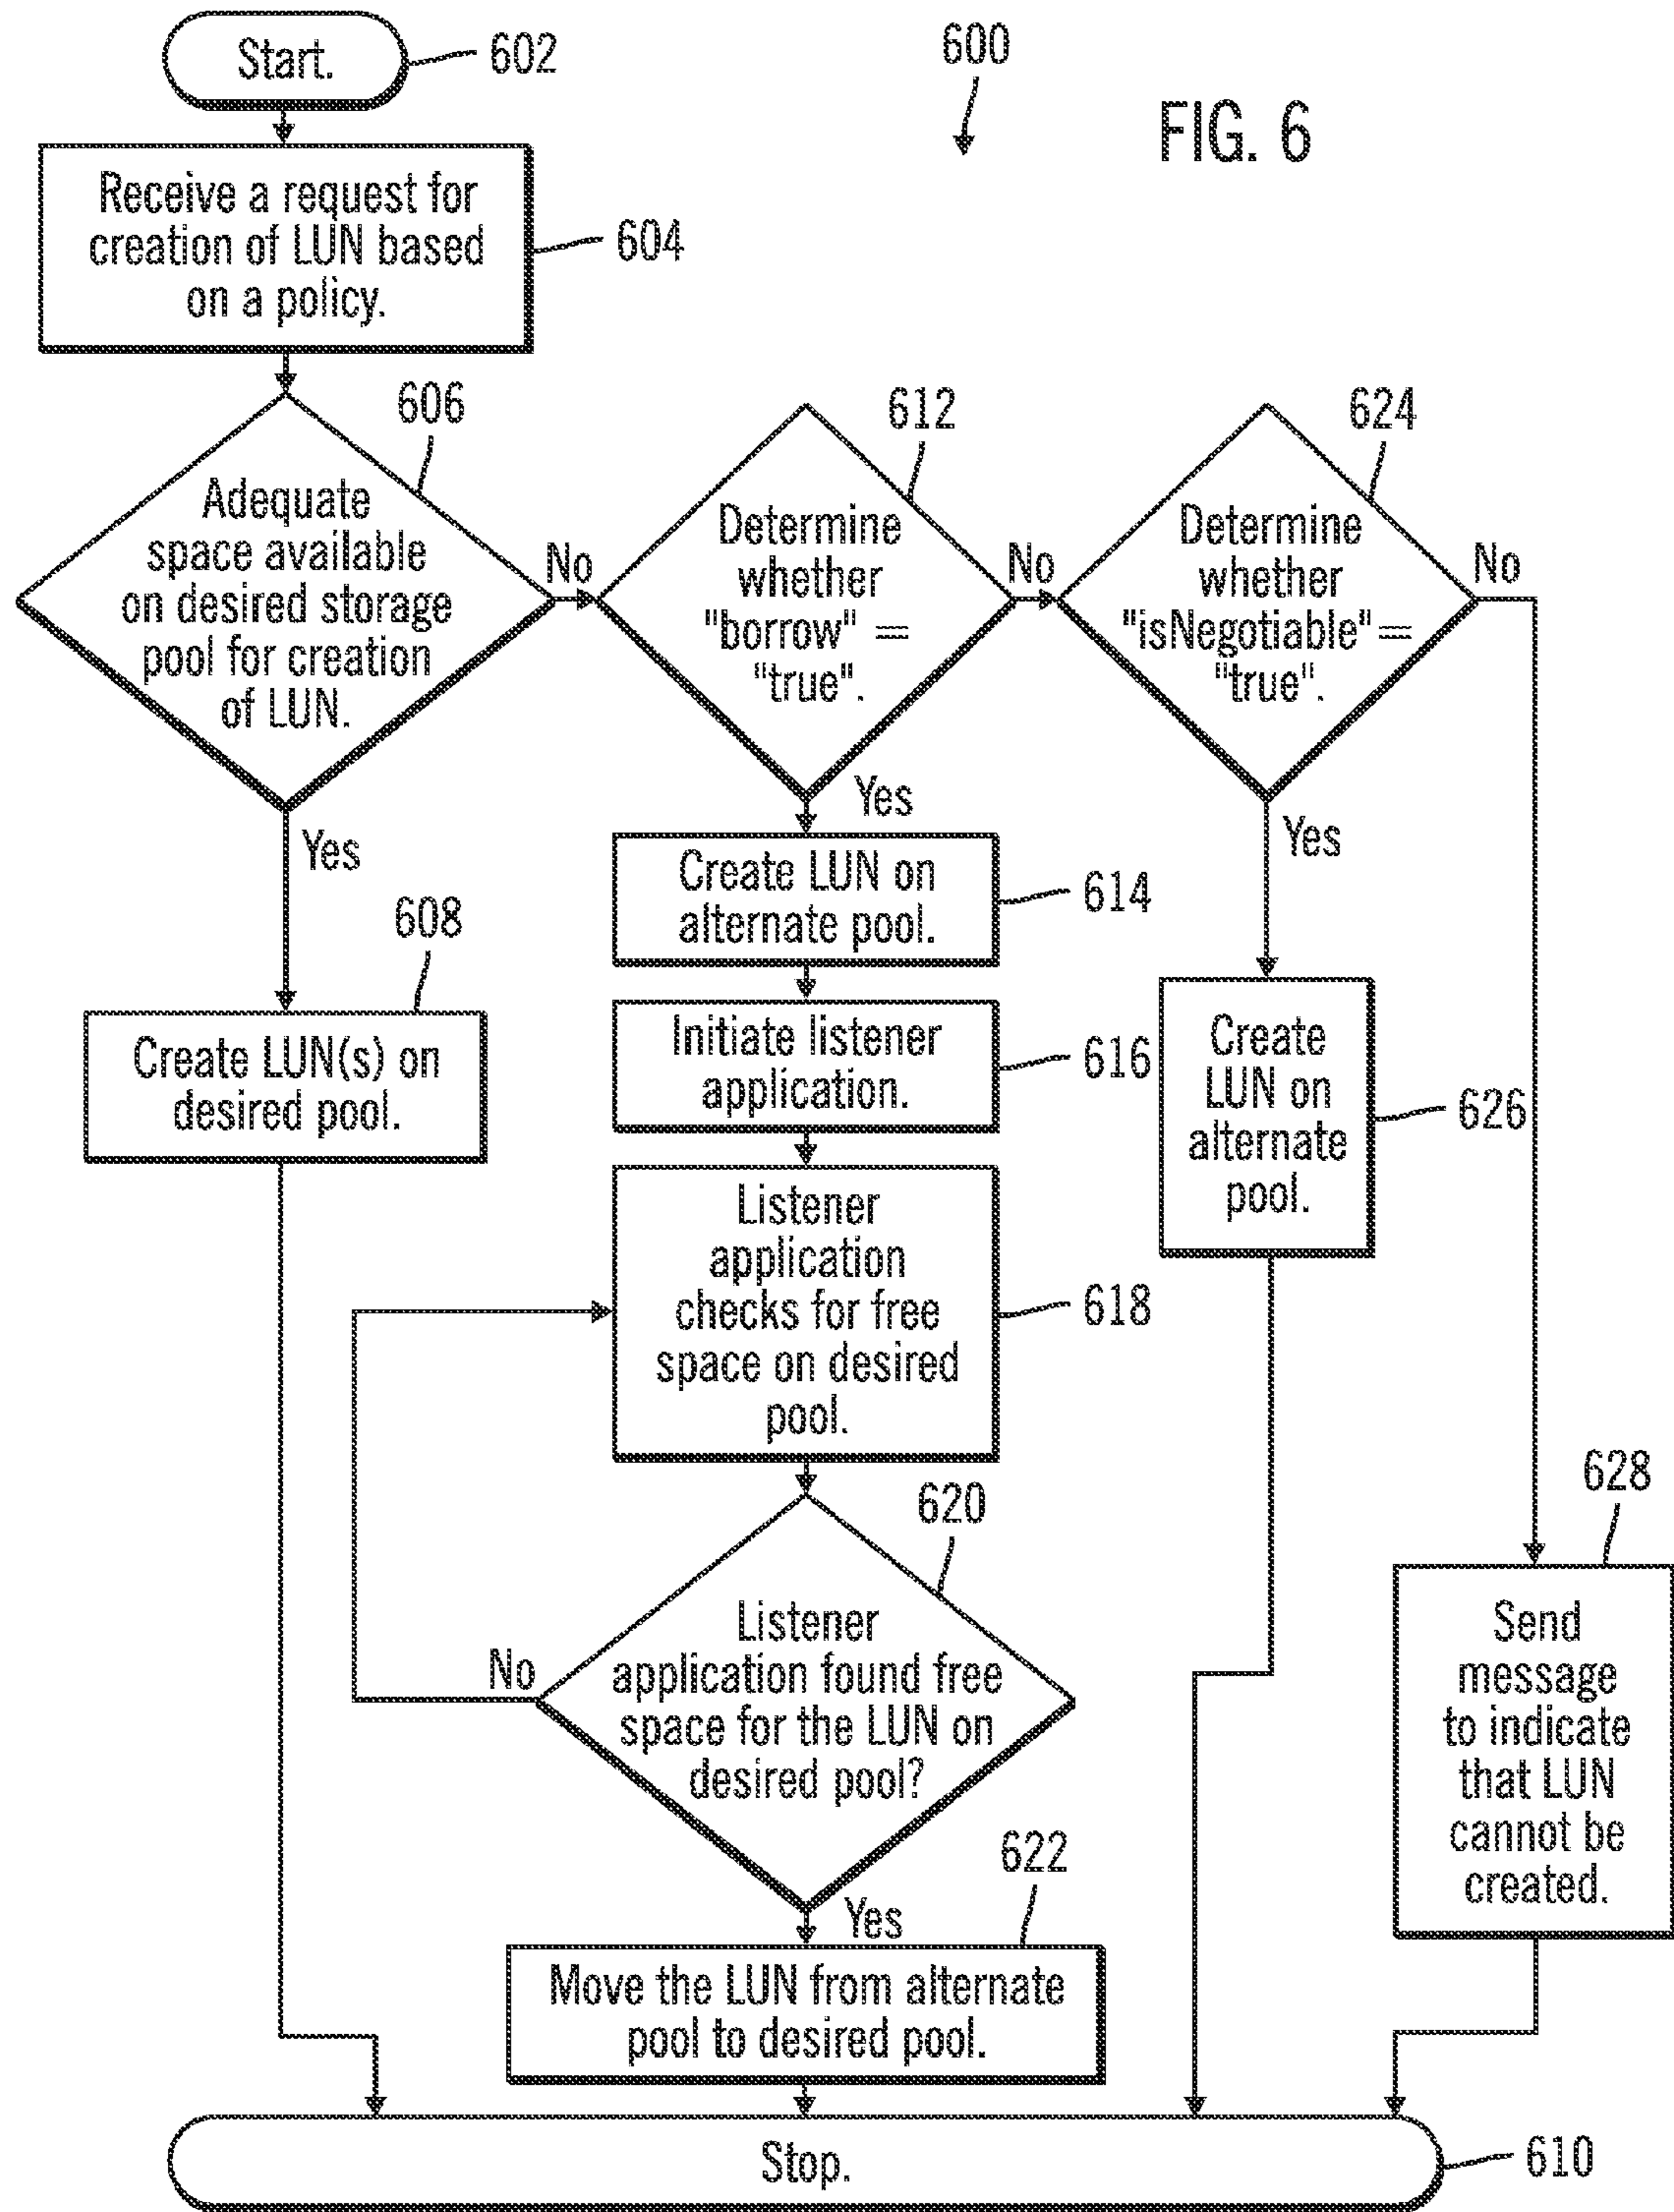 Start.
602
600
FIG. 6
Receive a request for
creation of LUN based
on a policy.
604
606
Adequate
space available
on desired storage
pool for creation
of LUN.
No
Yes
612
Determine
whether
"borrow" ==
"true".
No
Yes
624
Determine
whether
"isNegotiable"==
"true".
No
Yes
608
Create LUN(s) on
desired pool.
Create LUN on
alternate pool.
614
Initiate listener
application.
616
Create
LUN on
alternate
pool.
626
Listener
application
checks for free
space on desired
pool.
618
620
Listener
application found free
space for the LUN on
desired pool?
No
Yes
628
Send
message
to indicate
that LUN
cannot be
created.
622
Move the LUN from alternate
pool to desired pool.
Stop.
610